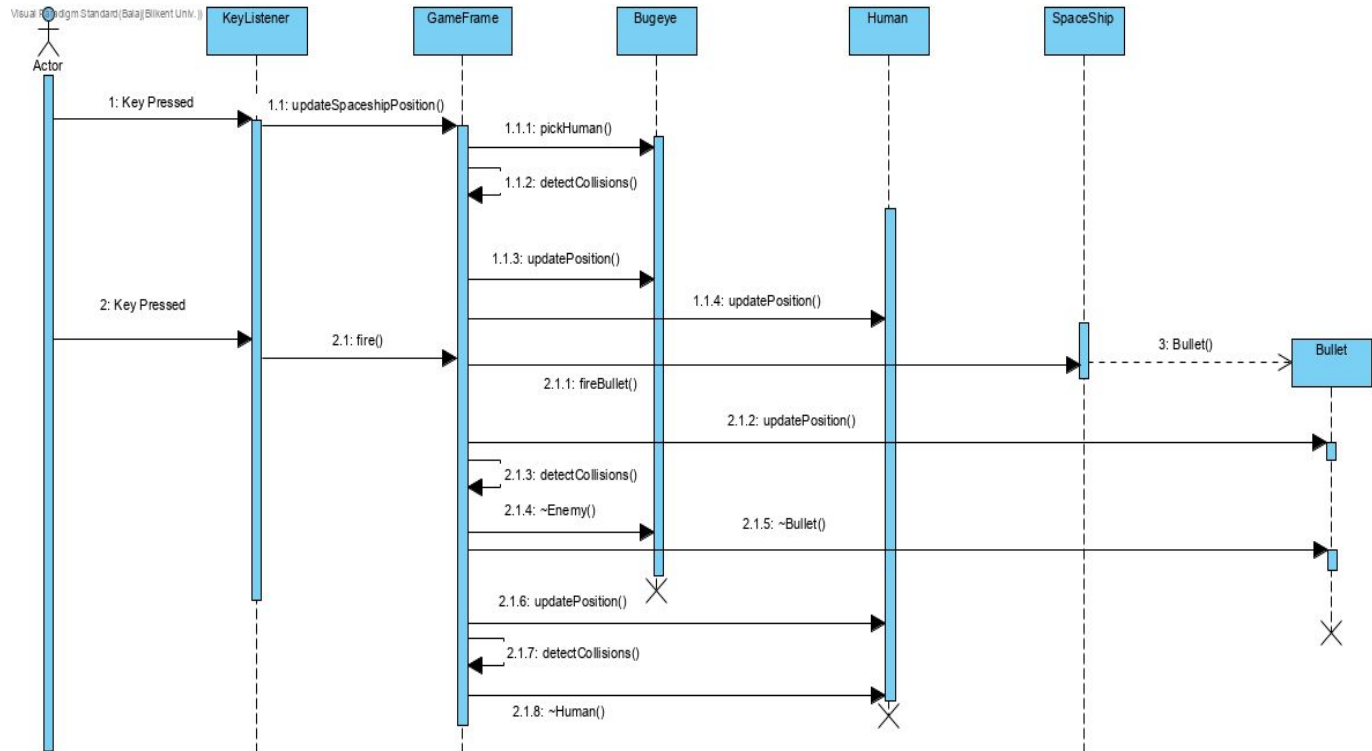 Visual Paradigm Standard(Balaj(Bilkent Univ.))
KeyListener
GameFrame
Bugeye
Human
SpaceShip
Actor
1: Key Pressed
1.1: updateSpaceshipPosition()
1.1.1: pickHuman()
1.1.2: detectCollisions()
1.1.3: updatePosition()
1.1.4: updatePosition()
2: Key Pressed
2.1: fire()
3: Bullet()
Bullet
2.1.1: fireBullet()
2.1.2: updatePosition()
2.1.3: detectCollisions()
2.1.4: ~Enemy()
2.1.5: ~Bullet()
2.1.6: updatePosition()
2.1.7: detectCollisions()
2.1.8: ~Human()